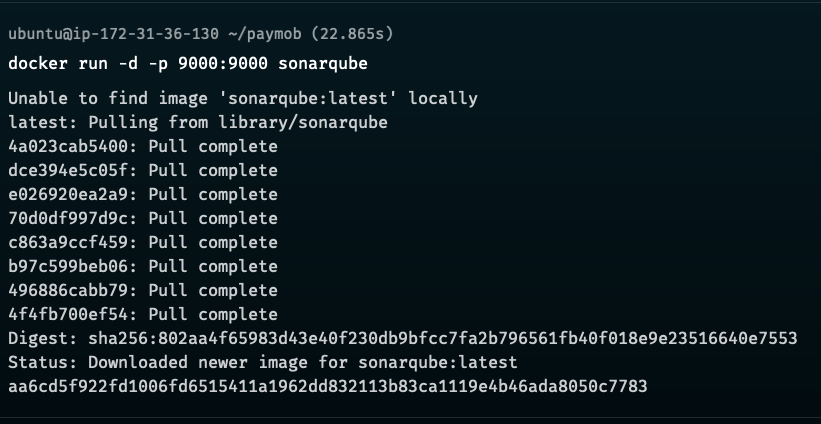 ubuntu@ip-172-31-36-130 ~/paymob (22.865s)
docker run -d -p 9000:9000 sonarqube
Unable to find image 'sonarqube:latest' locally
latest: Pulling from library/sonarqube
4a023cab5400: Pull complete
dce394e5c05f: Pull complete
e026920ea2a9: Pull complete
70d0df997d9c: Pull complete
c863a9ccf459: Pull complete
b97c599beb06: Pull complete
496886cabb79: Pull complete
4f4fb700ef54: Pull complete
Digest: sha256:802aa4f65983d43e40f230db9bfcc7fa2b796561fb40f018e9e23516640e7553
Status: Downloaded newer image for sonarqube:latest
aa6cd5f922fd1006fd6515411a1962dd832113b83ca1119e4b46ada8050c7783